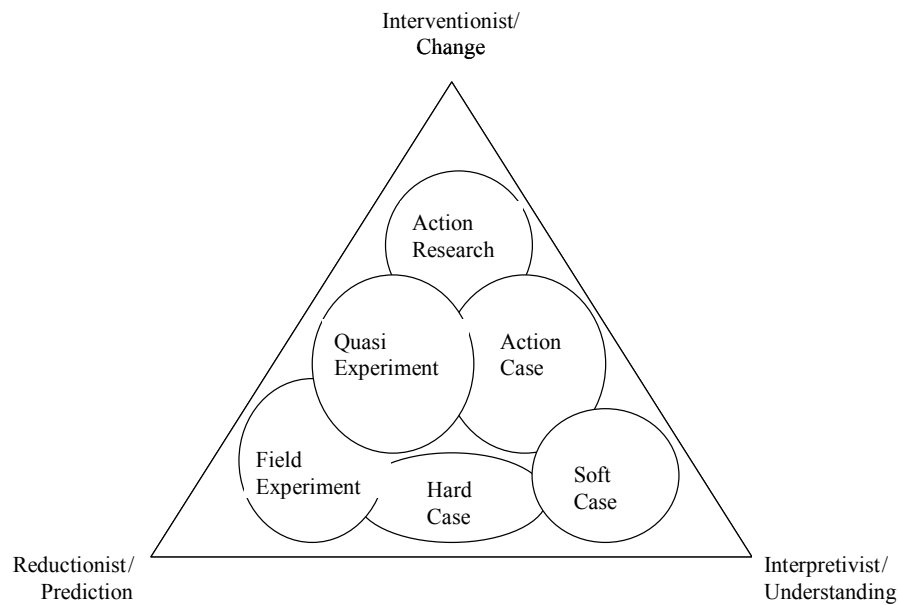 Interventionist/
Change
Action
Research
Quasi
Experiment
Action
Case
Field
Experiment
Hard
Case
Soft
Case
Reductionist/
Prediction
Interpretivist/
Understanding